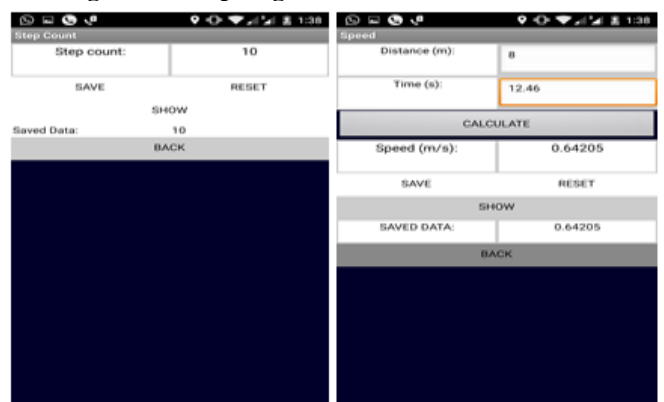 1:38
Step Count
Step count: 10
SAVE RESET
SHOW
Saved Data: 10
BACK
1:38
Speed
Distance (m): 8
Time (s): 12.46
CALCULATE
Speed (m/s): 0.64205
SAVE RESET
SHOW
SAVED DATA: 0.64205
BACK